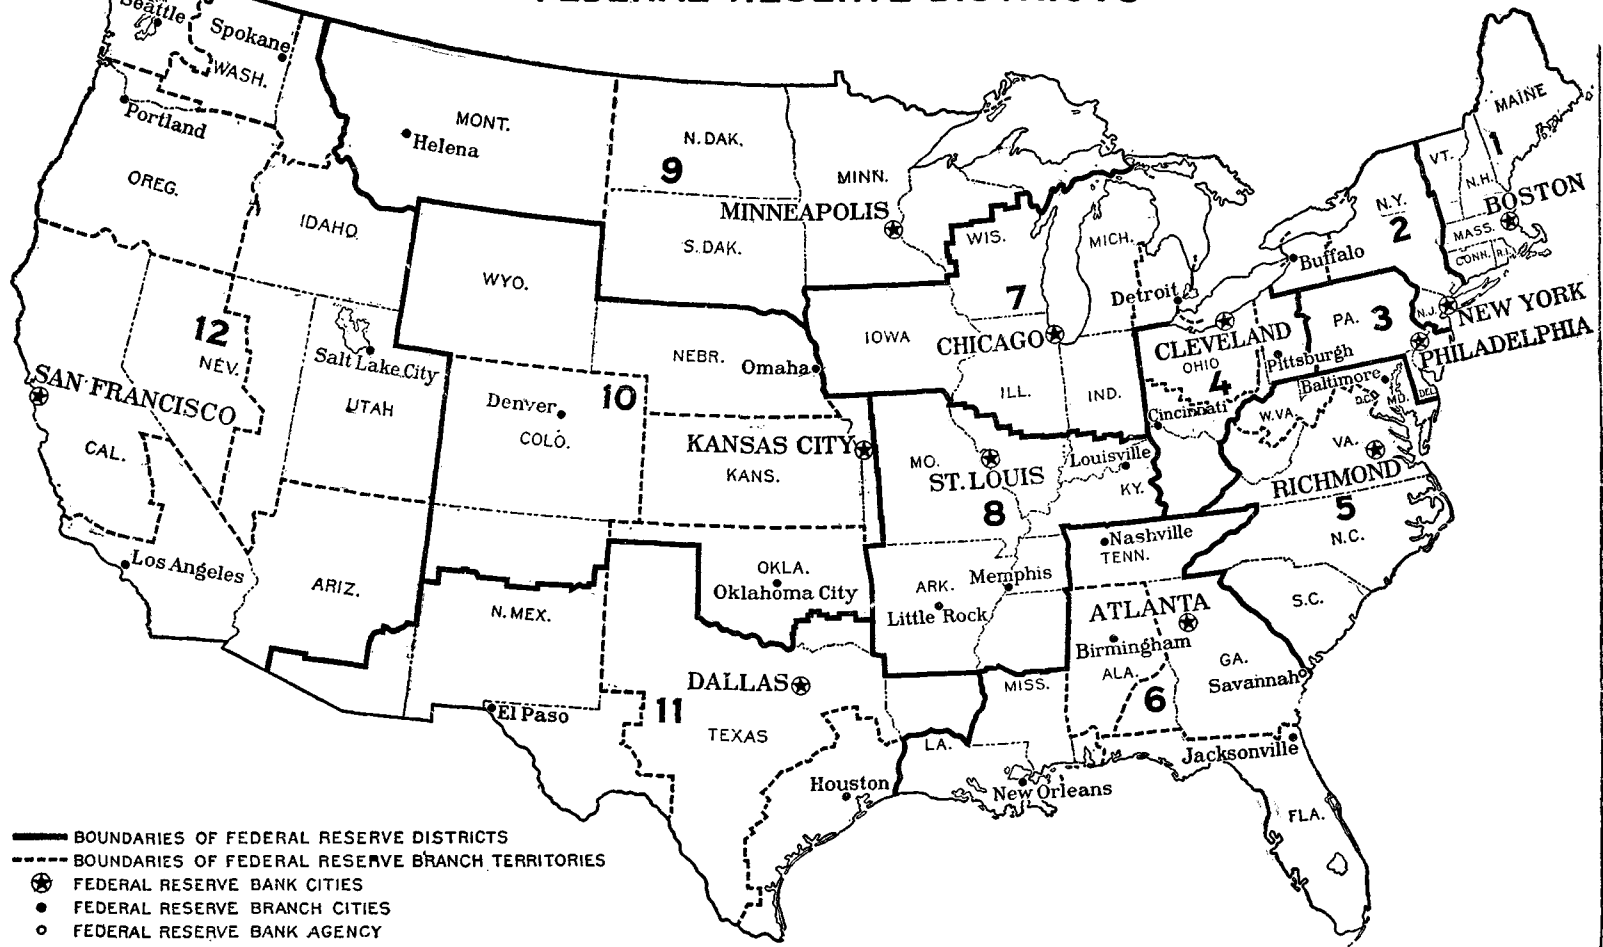 FEDERAL RESERVE DISTRICTS
Seattle
Spokane
WASH.
Portland
OREG.
MONT.
Helena
IDAHO
N. DAK.
9
MINN.
MINNEAPOLIS
S. DAK.
WYO.
WIS.
MICH.
7
Detroit
IOWA
CHICAGO
ILL.
IND.
MAINE
1
VT.
N.H.
BOSTON
MASS.
CONN.
R.I.
N.Y.
2
Buffalo
NEW YORK
N.J.
PA.
3
PHILADELPHIA
CLEVELAND
OHIO
4
Pittsburgh
Cincinnati
Baltimore
D.C.
MD.
DEL.
W.VA.
VA.
RICHMOND
5
N.C.
S.C.
12
NEV.
SAN FRANCISCO
CAL.
Salt Lake City
UTAH
Los Angeles
ARIZ.
NEBR.
Omaha
10
Denver
COLO.
KANSAS CITY
KANS.
OKLA.
Oklahoma City
N. MEX.
MO.
ST. LOUIS
8
Louisville
KY.
ARK.
Memphis
Little Rock
Nashville
TENN.
ATLANTA
Birmingham
ALA.
GA.
Savannah
6
MISS.
LA.
New Orleans
Jacksonville
FLA.
DALLAS
11
TEXAS
El Paso
Houston
BOUNDARIES OF FEDERAL RESERVE DISTRICTS
BOUNDARIES OF FEDERAL RESERVE BRANCH TERRITORIES
FEDERAL RESERVE BANK CITIES
FEDERAL RESERVE BRANCH CITIES
FEDERAL RESERVE BANK AGENCY